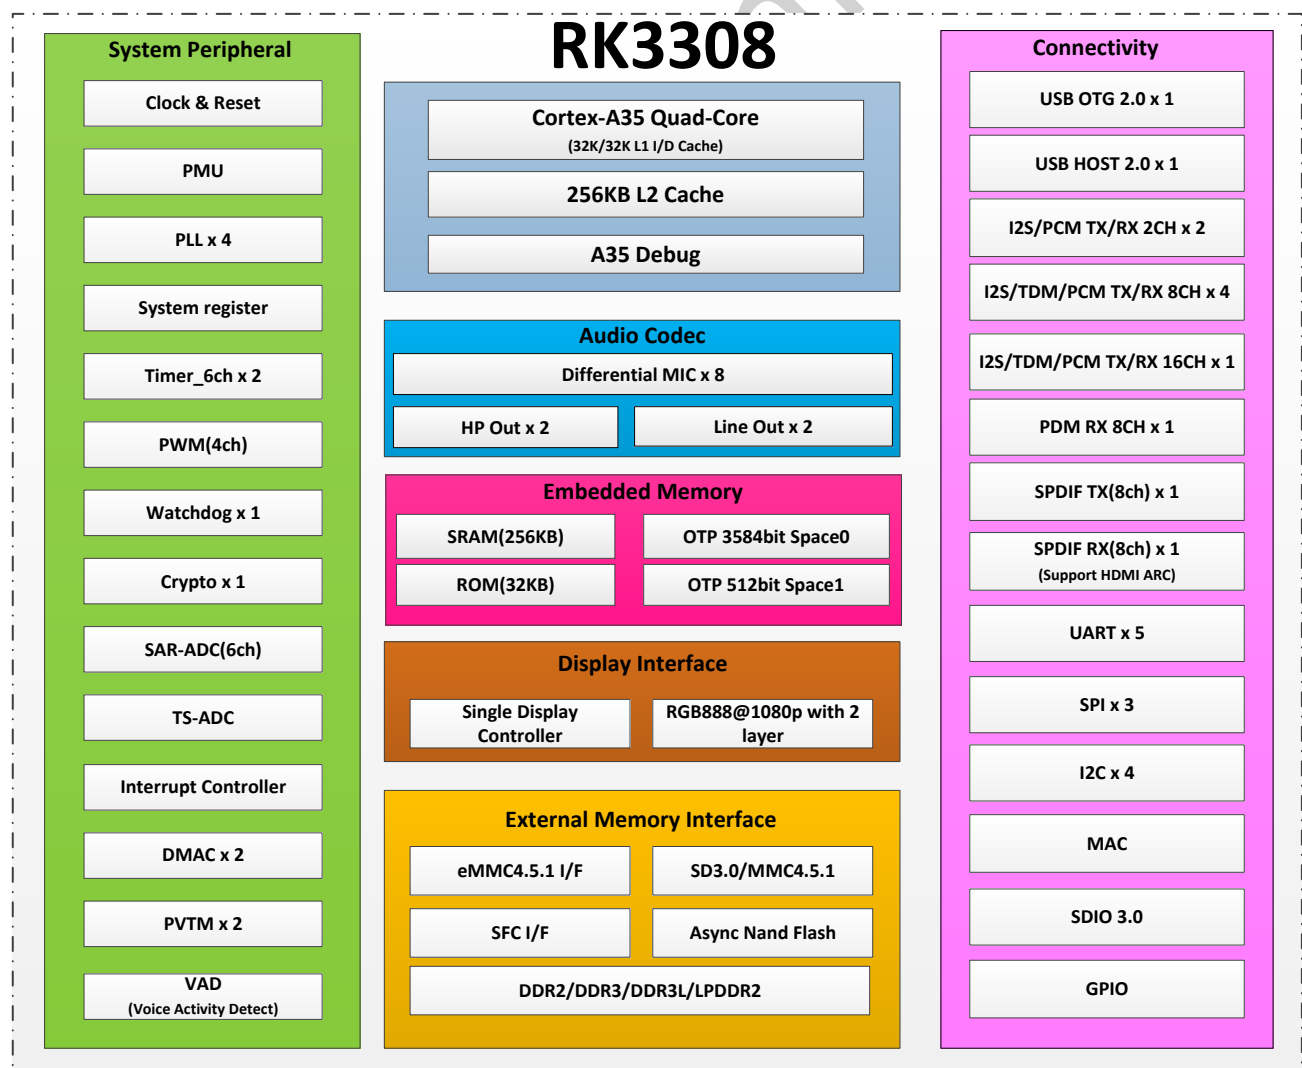 RK3308
System Peripheral
Clock & Reset
PMU
PLL x 4
System register
Timer_6ch x 2
PWM(4ch)
Watchdog x 1
Crypto x 1
SAR-ADC(6ch)
TS-ADC
Interrupt Controller
DMAC x 2
PVTM x 2
VAD
(Voice Activity Detect)
Cortex-A35 Quad-Core
(32K/32K L1 I/D Cache)
256KB L2 Cache
A35 Debug
Audio Codec
Differential MIC x 8
HP Out x 2
Line Out x 2
Embedded Memory
SRAM(256KB)
OTP 3584bit Space0
ROM(32KB)
OTP 512bit Space1
Display Interface
Single Display
Controller
RGB888@1080p with 2
layer
External Memory Interface
eMMC4.5.1 I/F
SD3.0/MMC4.5.1
SFC I/F
Async Nand Flash
DDR2/DDR3/DDR3L/LPDDR2
Connectivity
USB OTG 2.0 x 1
USB HOST 2.0 x 1
I2S/PCM TX/RX 2CH x 2
I2S/TDM/PCM TX/RX 8CH x 4
I2S/TDM/PCM TX/RX 16CH x 1
PDM RX 8CH x 1
SPDIF TX(8ch) x 1
SPDIF RX(8ch) x 1
(Support HDMI ARC)
UART x 5
SPI x 3
I2C x 4
MAC
SDIO 3.0
GPIO